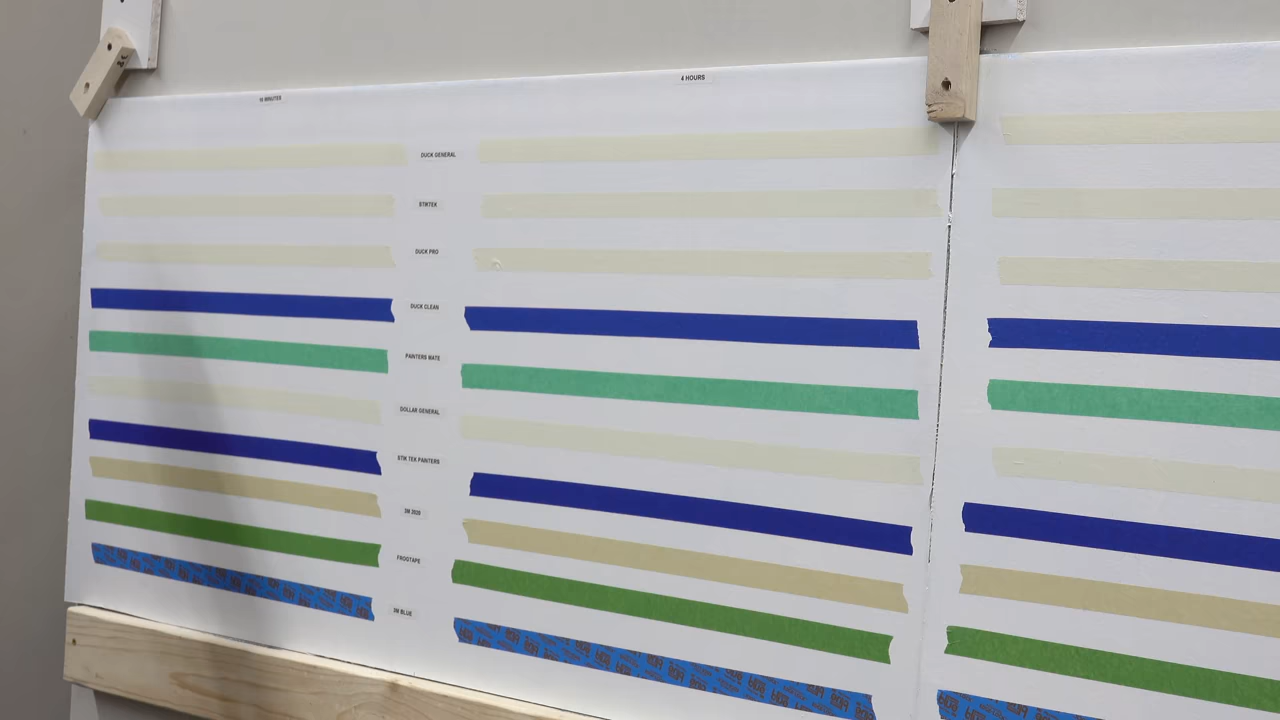 15 MINUTES
4 HOURS
DUCK GENERAL
STIKTEK
DUCK PRO
DUCK CLEAN
PAINTERS MATE
DOLLAR GENERAL
STIK TEK PAINTERS
3M 2020
FROGTAPE
3M BLUE